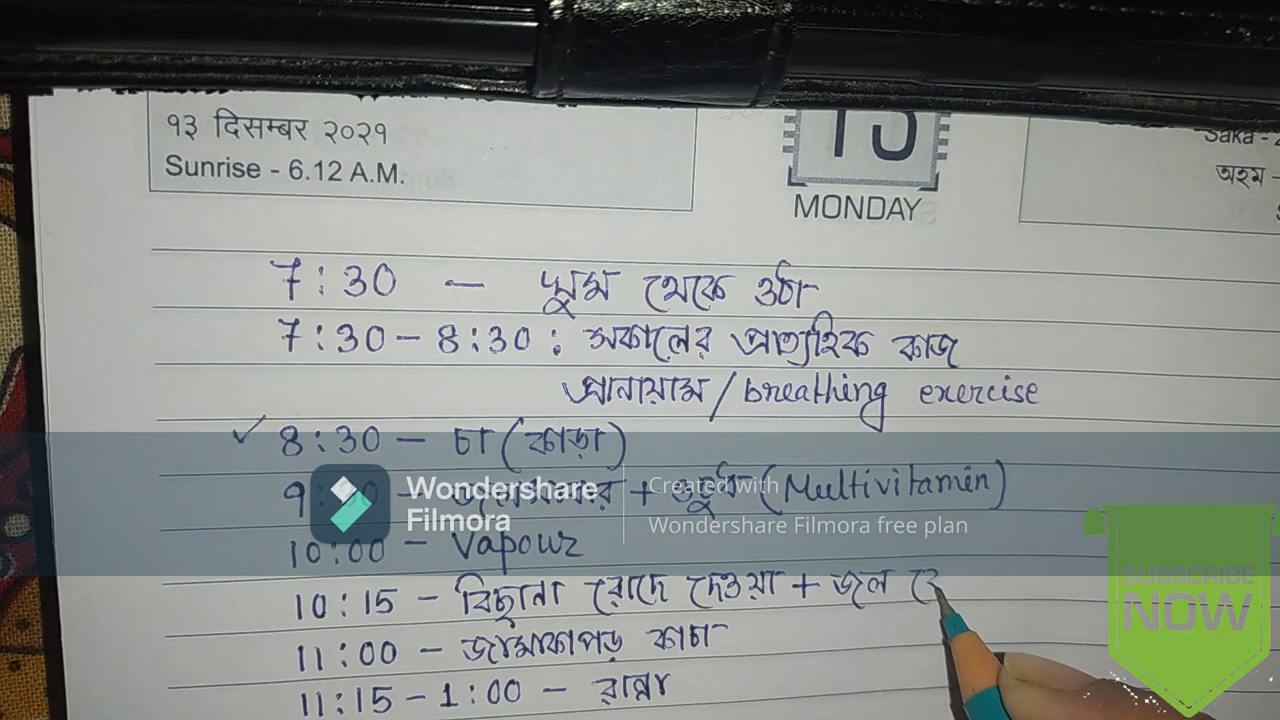 १३ दिसम्बर २०२१
Sunrise - 6.12 A.M.
MONDAY
Saka -
অহম -
7:30 — ঘুম থেকে ওঠা
7:30 – 8:30 : সকালের প্রাত্যহিক কাজ
প্রানায়াম / breathing exercise
✓ 8:30 – চা (কাড়া)
জলখাবার + ওষুধ (Multivitamin)
10:00 – Vapour
10:15 – বিছানা রোদে দেওয়া + জল
11:00 – জামাকাপড় কাচা
11:15 – 1:00 – রান্না
Wondershare
Filmora
Created with
Wondershare Filmora free plan
SUBSCRIBE
NOW